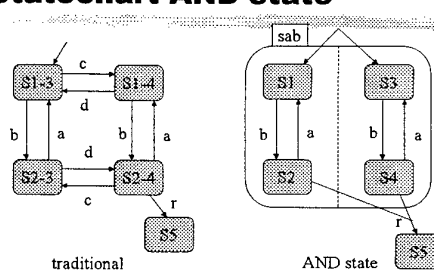 statechart AND state
sab
c
S1-3
S1-4
S1
S3
d
b
a
b
a
b
a
b
a
d
S2-3
S2-4
S2
S4
c
r
r
S5
S5
traditional
AND state